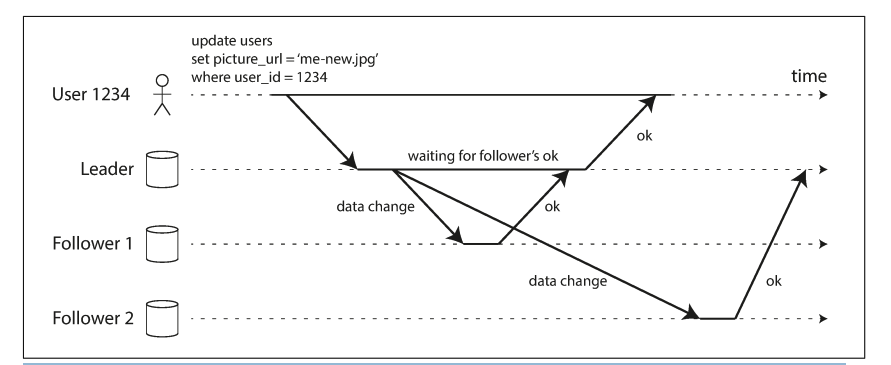 update users
set picture_url = ‘me-new.jpg’
where user_id = 1234
time
User 1234
ok
waiting for follower’s ok
Leader
data change
ok
Follower 1
data change
ok
Follower 2